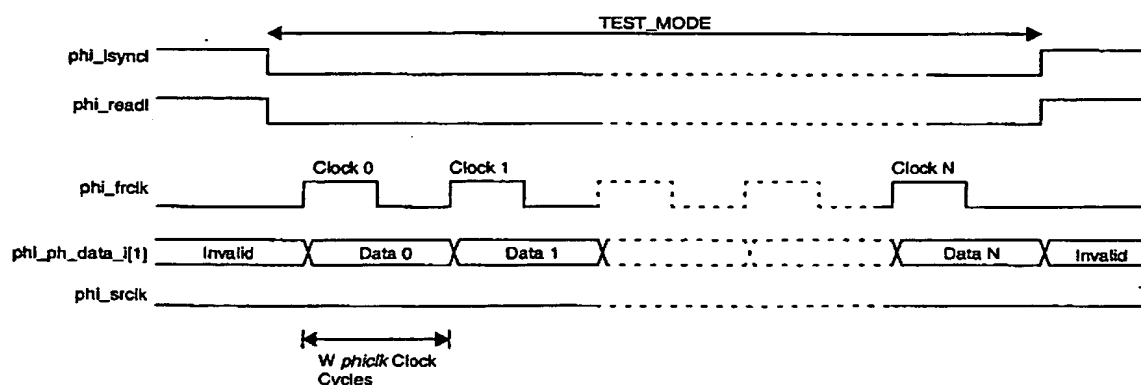 TEST_MODE
phi_lsyncl
phi_readl
Clock 0
Clock 1
Clock N
phi_frclk
phi_ph_data_i[1]
Invalid
Data 0
Data 1
Data N
Invalid
phi_srclk
W phiclk Clock
Cycles